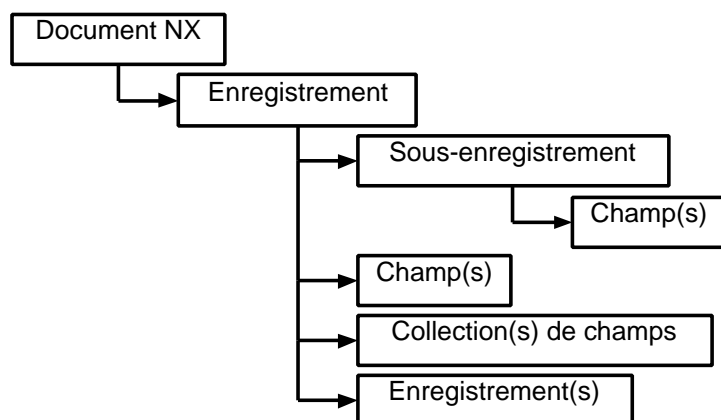 Document NX
Enregistrement
Sous-enregistrement
Champ(s)
Champ(s)
Collection(s) de champs
Enregistrement(s)